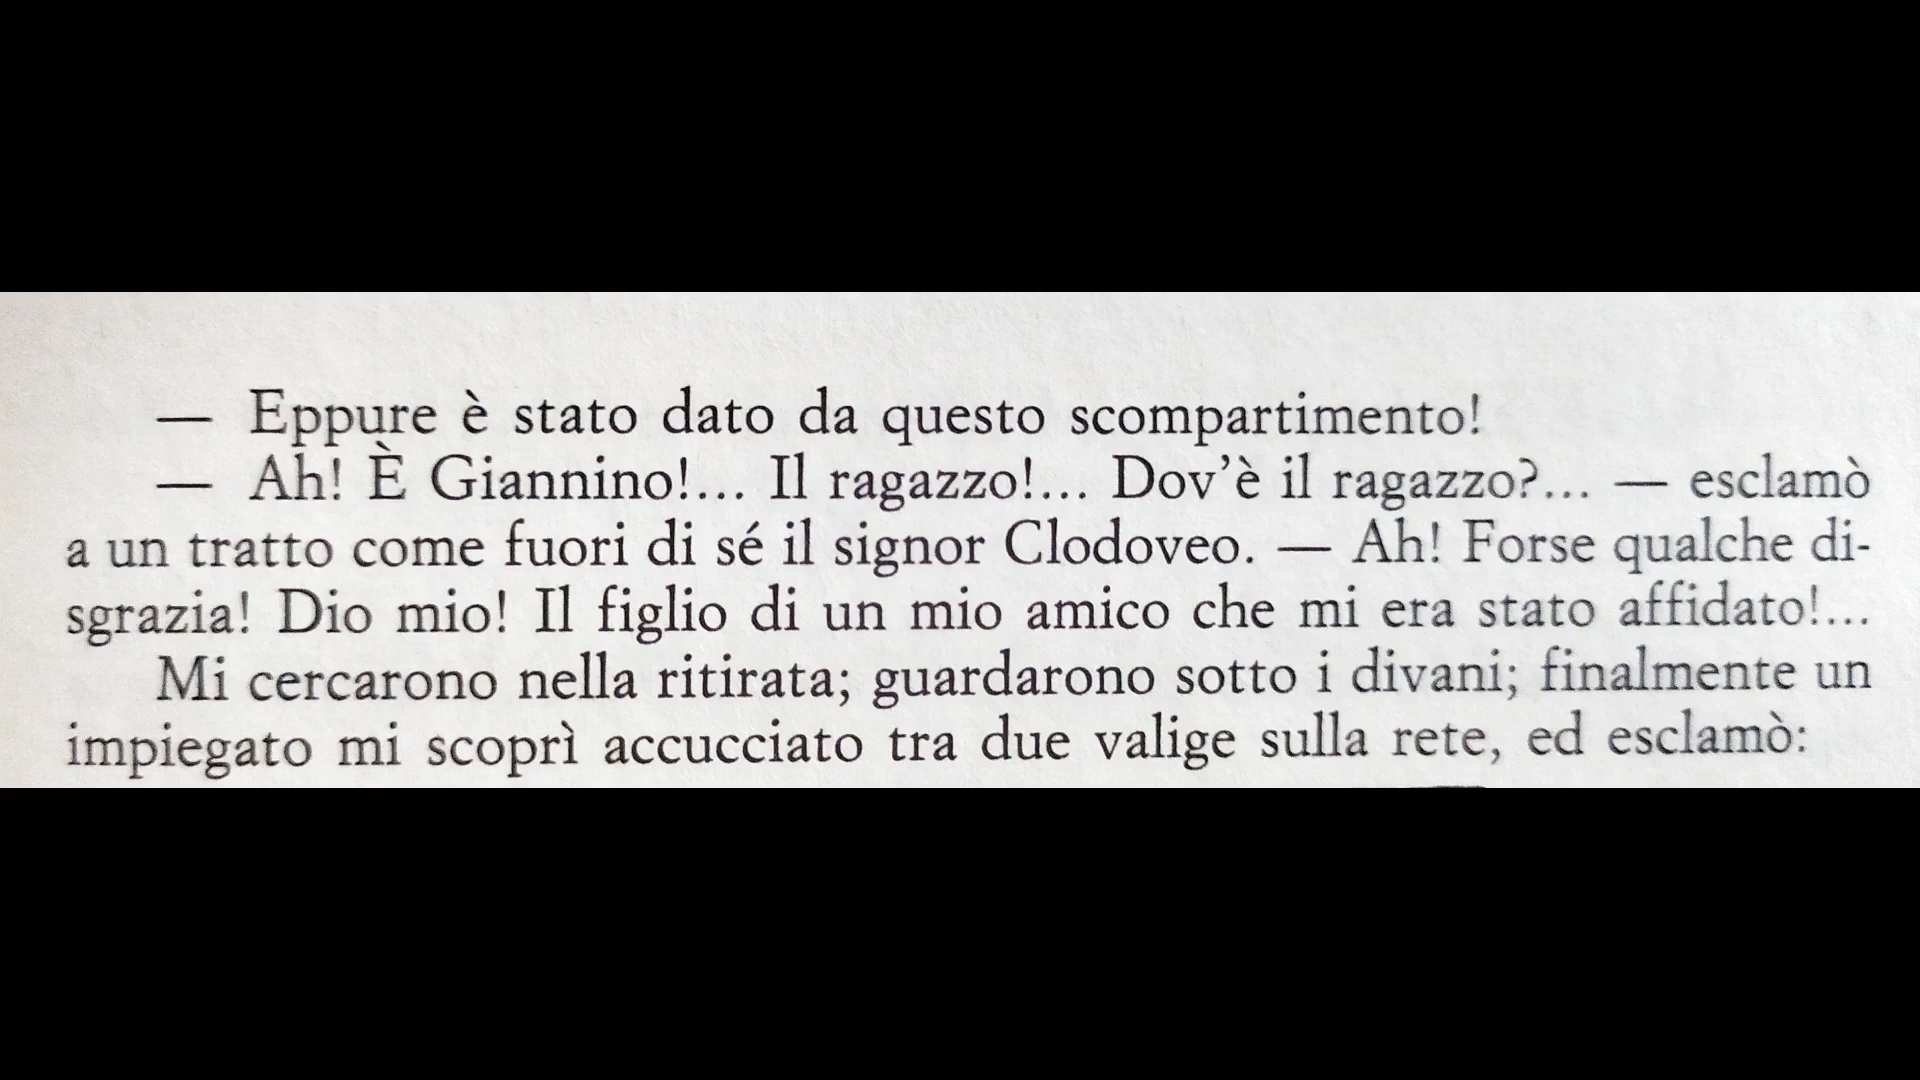 — Eppure è stato dato da questo scompartimento!
— Ah! È Giannino!... Il ragazzo!... Dov'è il ragazzo?... — esclamò
a un tratto come fuori di sé il signor Clodoveo. — Ah! Forse qualche di-
sgrazia! Dio mio! Il figlio di un mio amico che mi era stato affidato!...
Mi cercarono nella ritirata; guardarono sotto i divani; finalmente un
impiegato mi scoprì accucciato tra due valige sulla rete, ed esclamò: